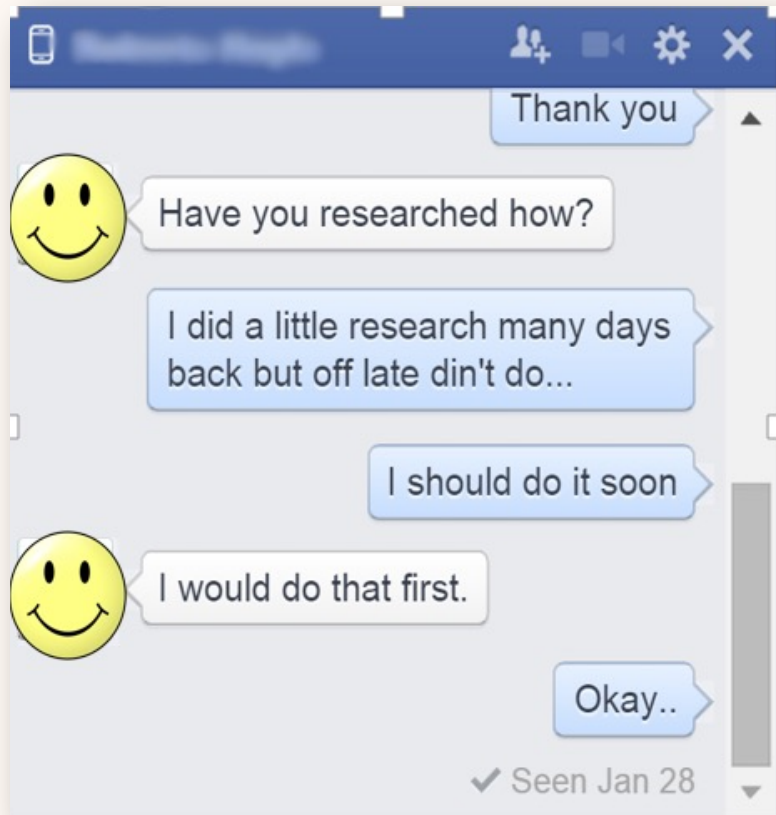 Thank you
Have you researched how?
I did a little research many days
back but off late din't do...
I should do it soon
I would do that first.
Okay..
Seen Jan 28